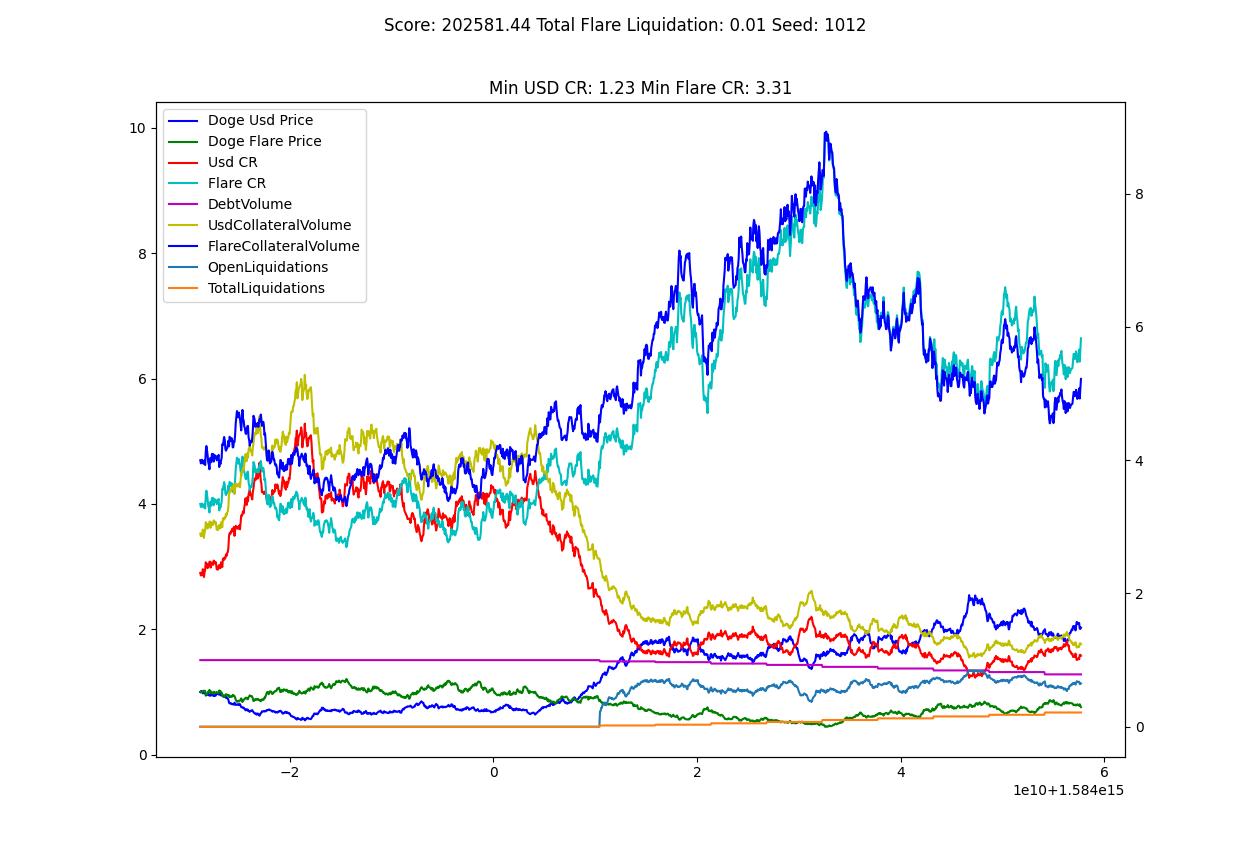 Score: 202581.44 Total Flare Liquidation: 0.01 Seed: 1012
Min USD CR: 1.23 Min Flare CR: 3.31
Doge Usd Price
Doge Flare Price
Usd CR
Flare CR
DebtVolume
UsdCollateralVolume
FlareCollateralVolume
OpenLiquidations
TotalLiquidations
10
8
6
4
2
0
8
6
4
2
0
−2 0 2 4 6
1e10+1.584e15